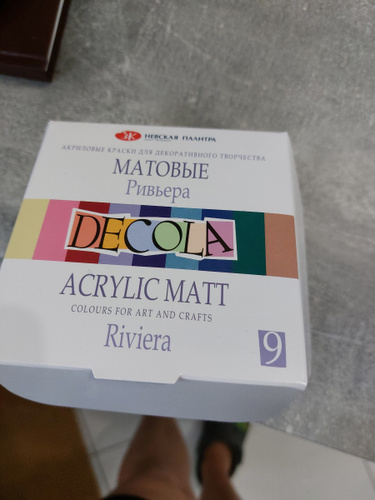 НЕВСКАЯ ПАЛИТРА
АКРИЛОВЫЕ КРАСКИ ДЛЯ ДЕКОРАТИВНОГО ТВОРЧЕСТВА
МАТОВЫЕ
Ривьера
DECOLA
ACRYLIC MATT
COLOURS FOR ART AND CRAFTS
Riviera
9